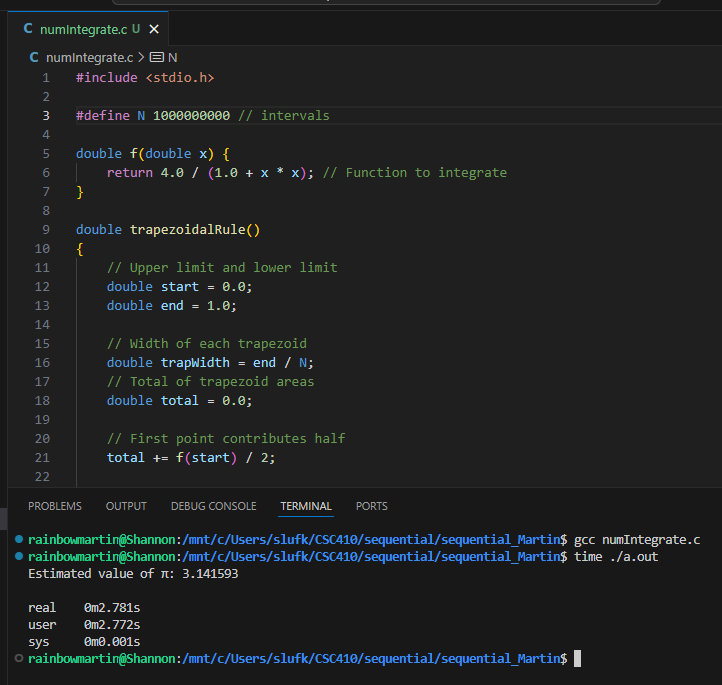 C numIntegrate.c U ×
C numIntegrate.c > N
1 #include <stdio.h>
2
3 #define N 1000000000 // intervals
4
5 double f(double x) {
6     return 4.0 / (1.0 + x * x); // Function to integrate
7 }
8
9 double trapezoidalRule()
10 {
11     // Upper limit and lower limit
12     double start = 0.0;
13     double end = 1.0;
14
15     // Width of each trapezoid
16     double trapWidth = end / N;
17     // Total of trapezoid areas
18     double total = 0.0;
19
20     // First point contributes half
21     total += f(start) / 2;
22
PROBLEMS OUTPUT DEBUG CONSOLE TERMINAL PORTS
rainbowmartin@Shannon:/mnt/c/Users/slufk/CSC410/sequential/sequential_Martin$ gcc numIntegrate.c
rainbowmartin@Shannon:/mnt/c/Users/slufk/CSC410/sequential/sequential_Martin$ time ./a.out
Estimated value of π: 3.141593
real 0m2.781s
user 0m2.772s
sys 0m0.001s
rainbowmartin@Shannon:/mnt/c/Users/slufk/CSC410/sequential/sequential_Martin$